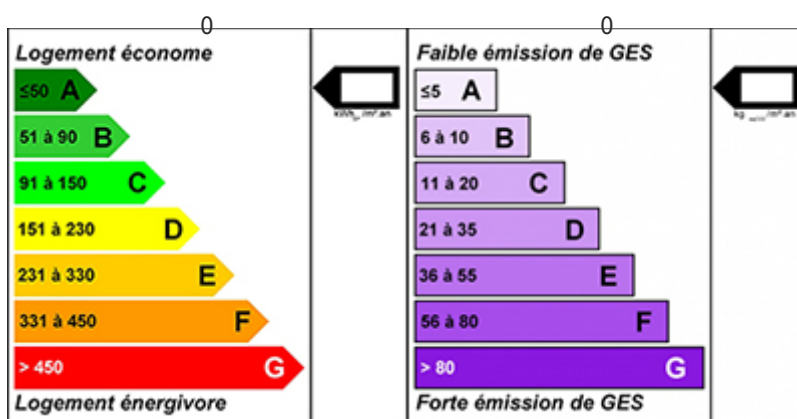 0
0
Logement économe
≤50 A
51 à 90 B
91 à 150 C
151 à 230 D
231 à 330 E
331 à 450 F
> 450 G
Logement énergivore
Faible émission de GES
≤5 A
6 à 10 B
11 à 20 C
21 à 35 D
36 à 55 E
56 à 80 F
> 80 G
Forte émission de GES